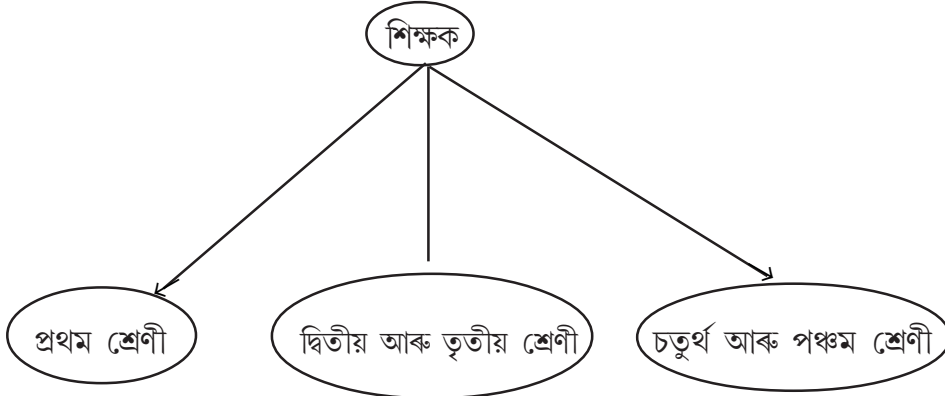 শিক্ষক
প্ৰথম শ্ৰেণী
দ্বিতীয় আৰু তৃতীয় শ্ৰেণী
চতুৰ্থ আৰু পঞ্চম শ্ৰেণী